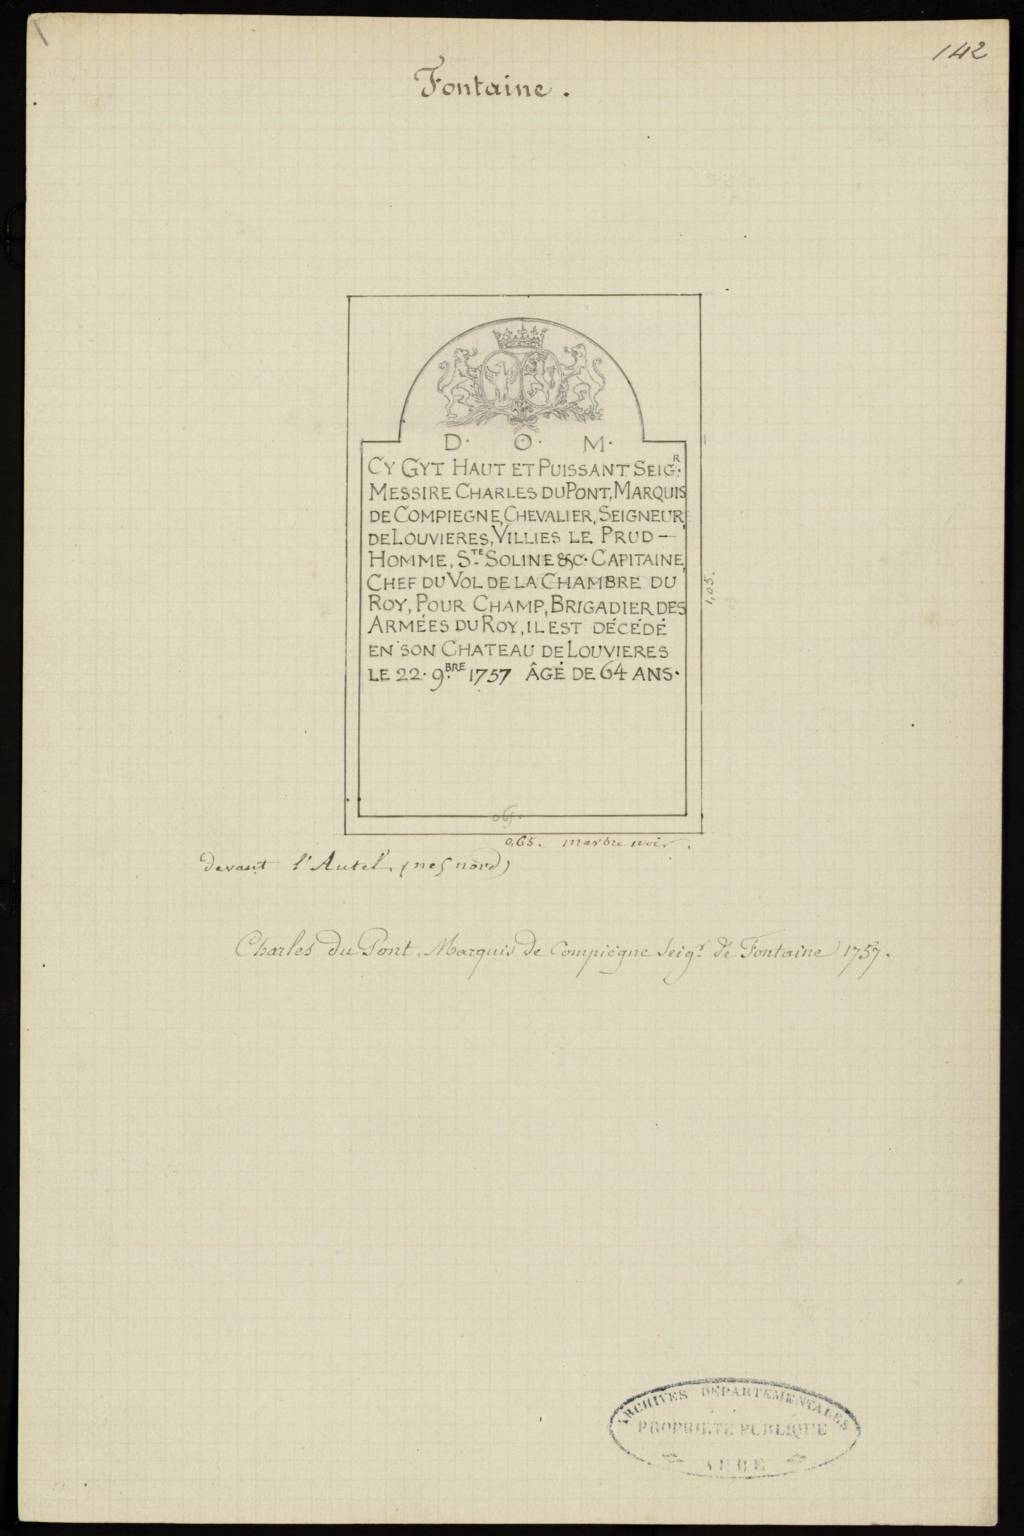 142
Fontaine.
D. O. M.
CY GYT HAUT ET PUISSANT SEIG.R
MESSIRE CHARLES DU PONT, MARQUIS
DE COMPIEGNE, CHEVALIER, SEIGNEUR
DE LOUVIERES, VILLIES LE PRUD-
HOMME, S.TE SOLINE &C. CAPITAINE,
CHEF DU VOL DE LA CHAMBRE DU
ROY, POUR CHAMP, BRIGADIER DES
ARMÉES DU ROY, IL EST DÉCÉDÉ
EN SON CHATEAU DE LOUVIERES
LE 22. 9.BRE 1757 ÂGÉ DE 64 ANS.
1,05.
065.
0,65. marbre noir.
devant l'Autel, (nef nord)
Charles du Pont, Marquis de Compiègne Seig.r de Fontaine 1757.
ARCHIVES DÉPARTEMENTALES
PROPRIÉTÉ PUBLIQUE